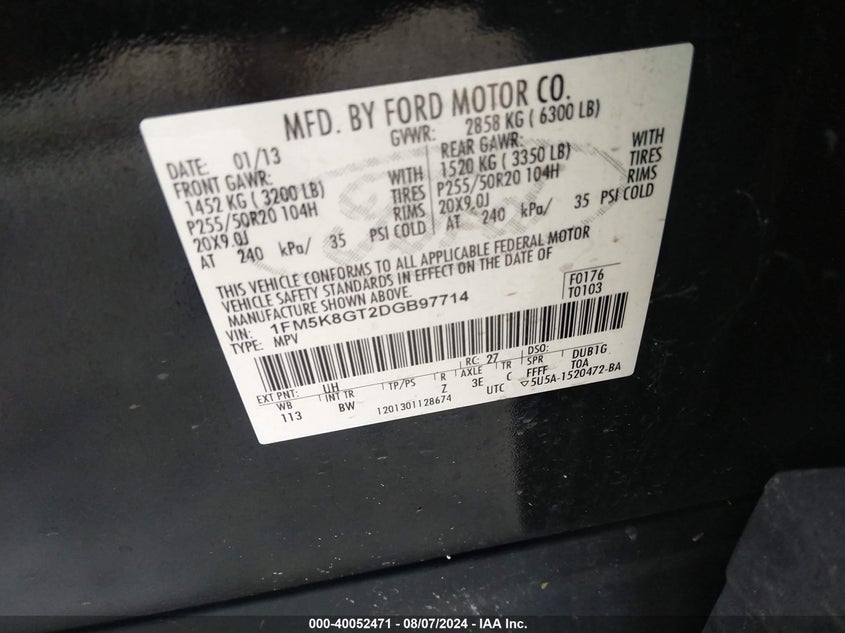 MFD. BY FORD MOTOR CO.
DATE: 01/13 GVWR: 2858 KG ( 6300 LB)
FRONT GAWR: REAR GAWR:
1452 KG ( 3200 LB) WITH 1520 KG ( 3350 LB) WITH
P255/50R20 104H TIRES P255/50R20 104H TIRES
20X9.0J RIMS 20X9.0J RIMS
AT 240 kPa/ 35 PSI COLD AT 240 kPa/ 35 PSI COLD
THIS VEHICLE CONFORMS TO ALL APPLICABLE FEDERAL MOTOR
VEHICLE SAFETY STANDARDS IN EFFECT ON THE DATE OF
MANUFACTURE SHOWN ABOVE. F0176
VIN: 1FM5K8GT2DGB97714 T0103
TYPE: MPV
EXT PNT: UH RC: 27 DSO: DUB1G
WB INT TR TP/PS R AXLE TR SPR T0A
113 BW Z 3E C FFFF
1201301128674 UTC ▽5U5A-1520472-BA
000-40052471 - 08/07/2024 - IAA Inc.